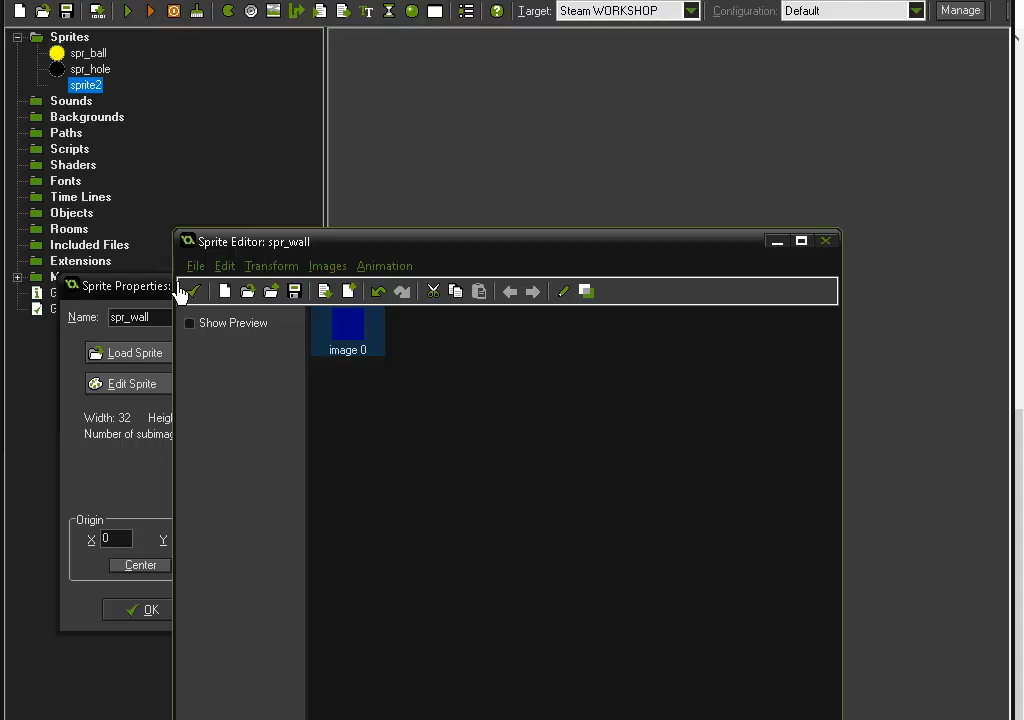 Target: Steam WORKSHOP Configuration: Default Manage
Sprites
spr_ball
spr_hole
sprite2
Sounds
Backgrounds
Paths
Scripts
Shaders
Fonts
Time Lines
Objects
Rooms
Included Files
Extensions
M
G
G
Sprite Properties:
Name: spr_wall
Load Sprite
Edit Sprite
Width: 32 Heigh
Number of subimag
Origin
X 0 Y
Center
OK
Sprite Editor: spr_wall
File Edit Transform Images Animation
Show Preview
image 0